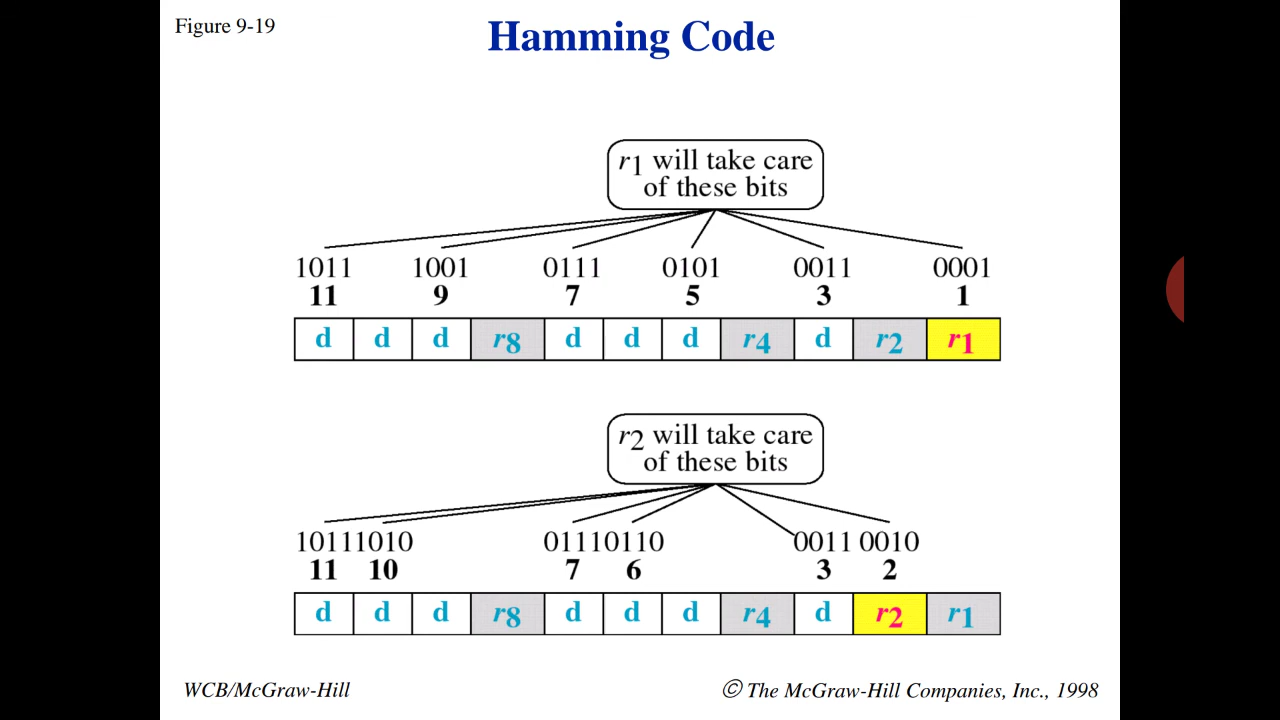 Figure 9-19
Hamming Code
r1 will take care
of these bits
1011 1001 0111 0101 0011 0001
11 9 7 5 3 1
d d d r8 d d d r4 d r2 r1
r2 will take care
of these bits
1011 1010 0111 0110 0011 0010
11 10 7 6 3 2
d d d r8 d d d r4 d r2 r1
WCB/McGraw-Hill
© The McGraw-Hill Companies, Inc., 1998